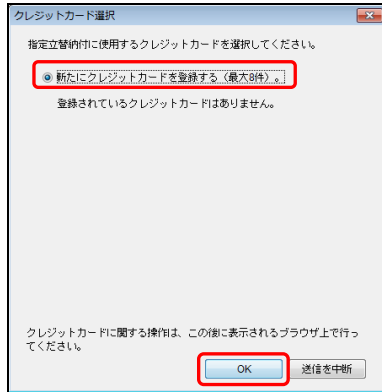 クレジットカード選択
指定立替納付に使用するクレジットカードを選択してください。
新たにクレジットカードを登録する（最大8件）。
登録されているクレジットカードはありません。
クレジットカードに関する操作は、この後に表示されるブラウザ上で行っ
てください。
OK 送信を中断